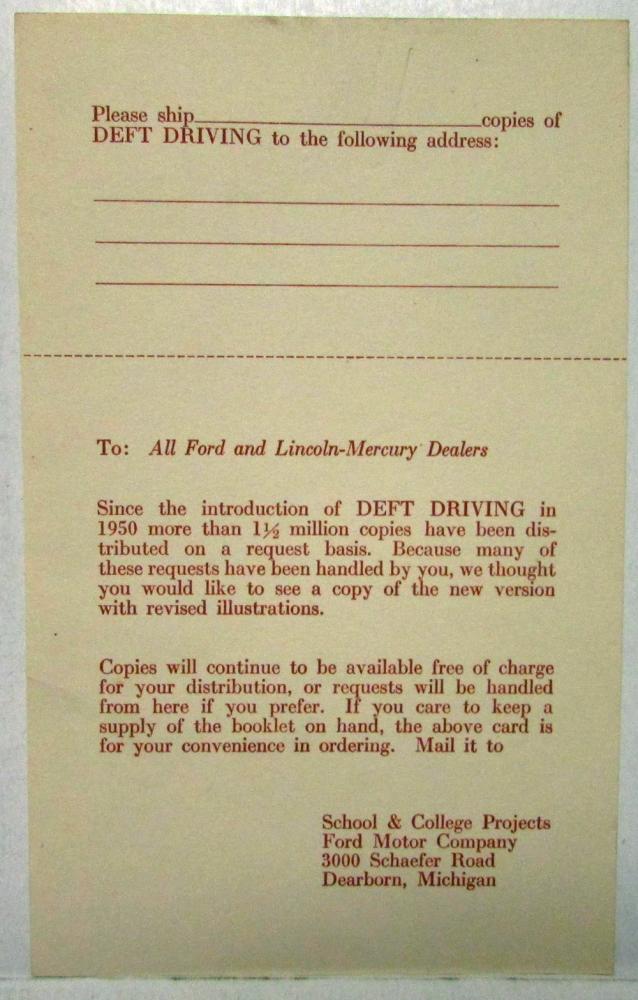 Please ship____________________copies of
DEFT DRIVING to the following address:
To: All Ford and Lincoln-Mercury Dealers
Since the introduction of DEFT DRIVING in
1950 more than 1½ million copies have been dis-
tributed on a request basis. Because many of
these requests have been handled by you, we thought
you would like to see a copy of the new version
with revised illustrations.
Copies will continue to be available free of charge
for your distribution, or requests will be handled
from here if you prefer. If you care to keep a
supply of the booklet on hand, the above card is
for your convenience in ordering. Mail it to
School & College Projects
Ford Motor Company
3000 Schaefer Road
Dearborn, Michigan